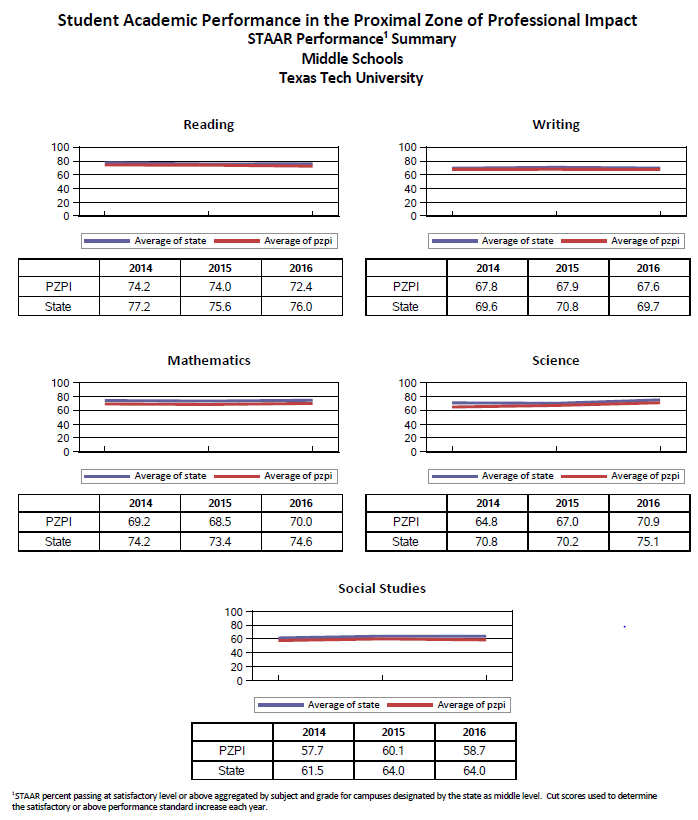 Student Academic Performance in the Proximal Zone of Professional Impact
STAAR Performance¹ Summary
Middle Schools
Texas Tech University
Reading
100
80
60
40
20
0
Average of state Average of pzpi
2014 2015 2016
PZPI 74.2 74.0 72.4
State 77.2 75.6 76.0
Writing
100
80
60
40
20
0
Average of state Average of pzpi
2014 2015 2016
PZPI 67.8 67.9 67.6
State 69.6 70.8 69.7
Mathematics
100
80
60
40
20
0
Average of state Average of pzpi
2014 2015 2016
PZPI 69.2 68.5 70.0
State 74.2 73.4 74.6
Science
100
80
60
40
20
0
Average of state Average of pzpi
2014 2015 2016
PZPI 64.8 67.0 70.9
State 70.8 70.2 75.1
Social Studies
100
80
60
40
20
0
Average of state Average of pzpi
2014 2015 2016
PZPI 57.7 60.1 58.7
State 61.5 64.0 64.0
¹STAAR percent passing at satisfactory level or above aggregated by subject and grade for campuses designated by the state as middle level. Cut scores used to determine
the satisfactory or above performance standard increase each year.